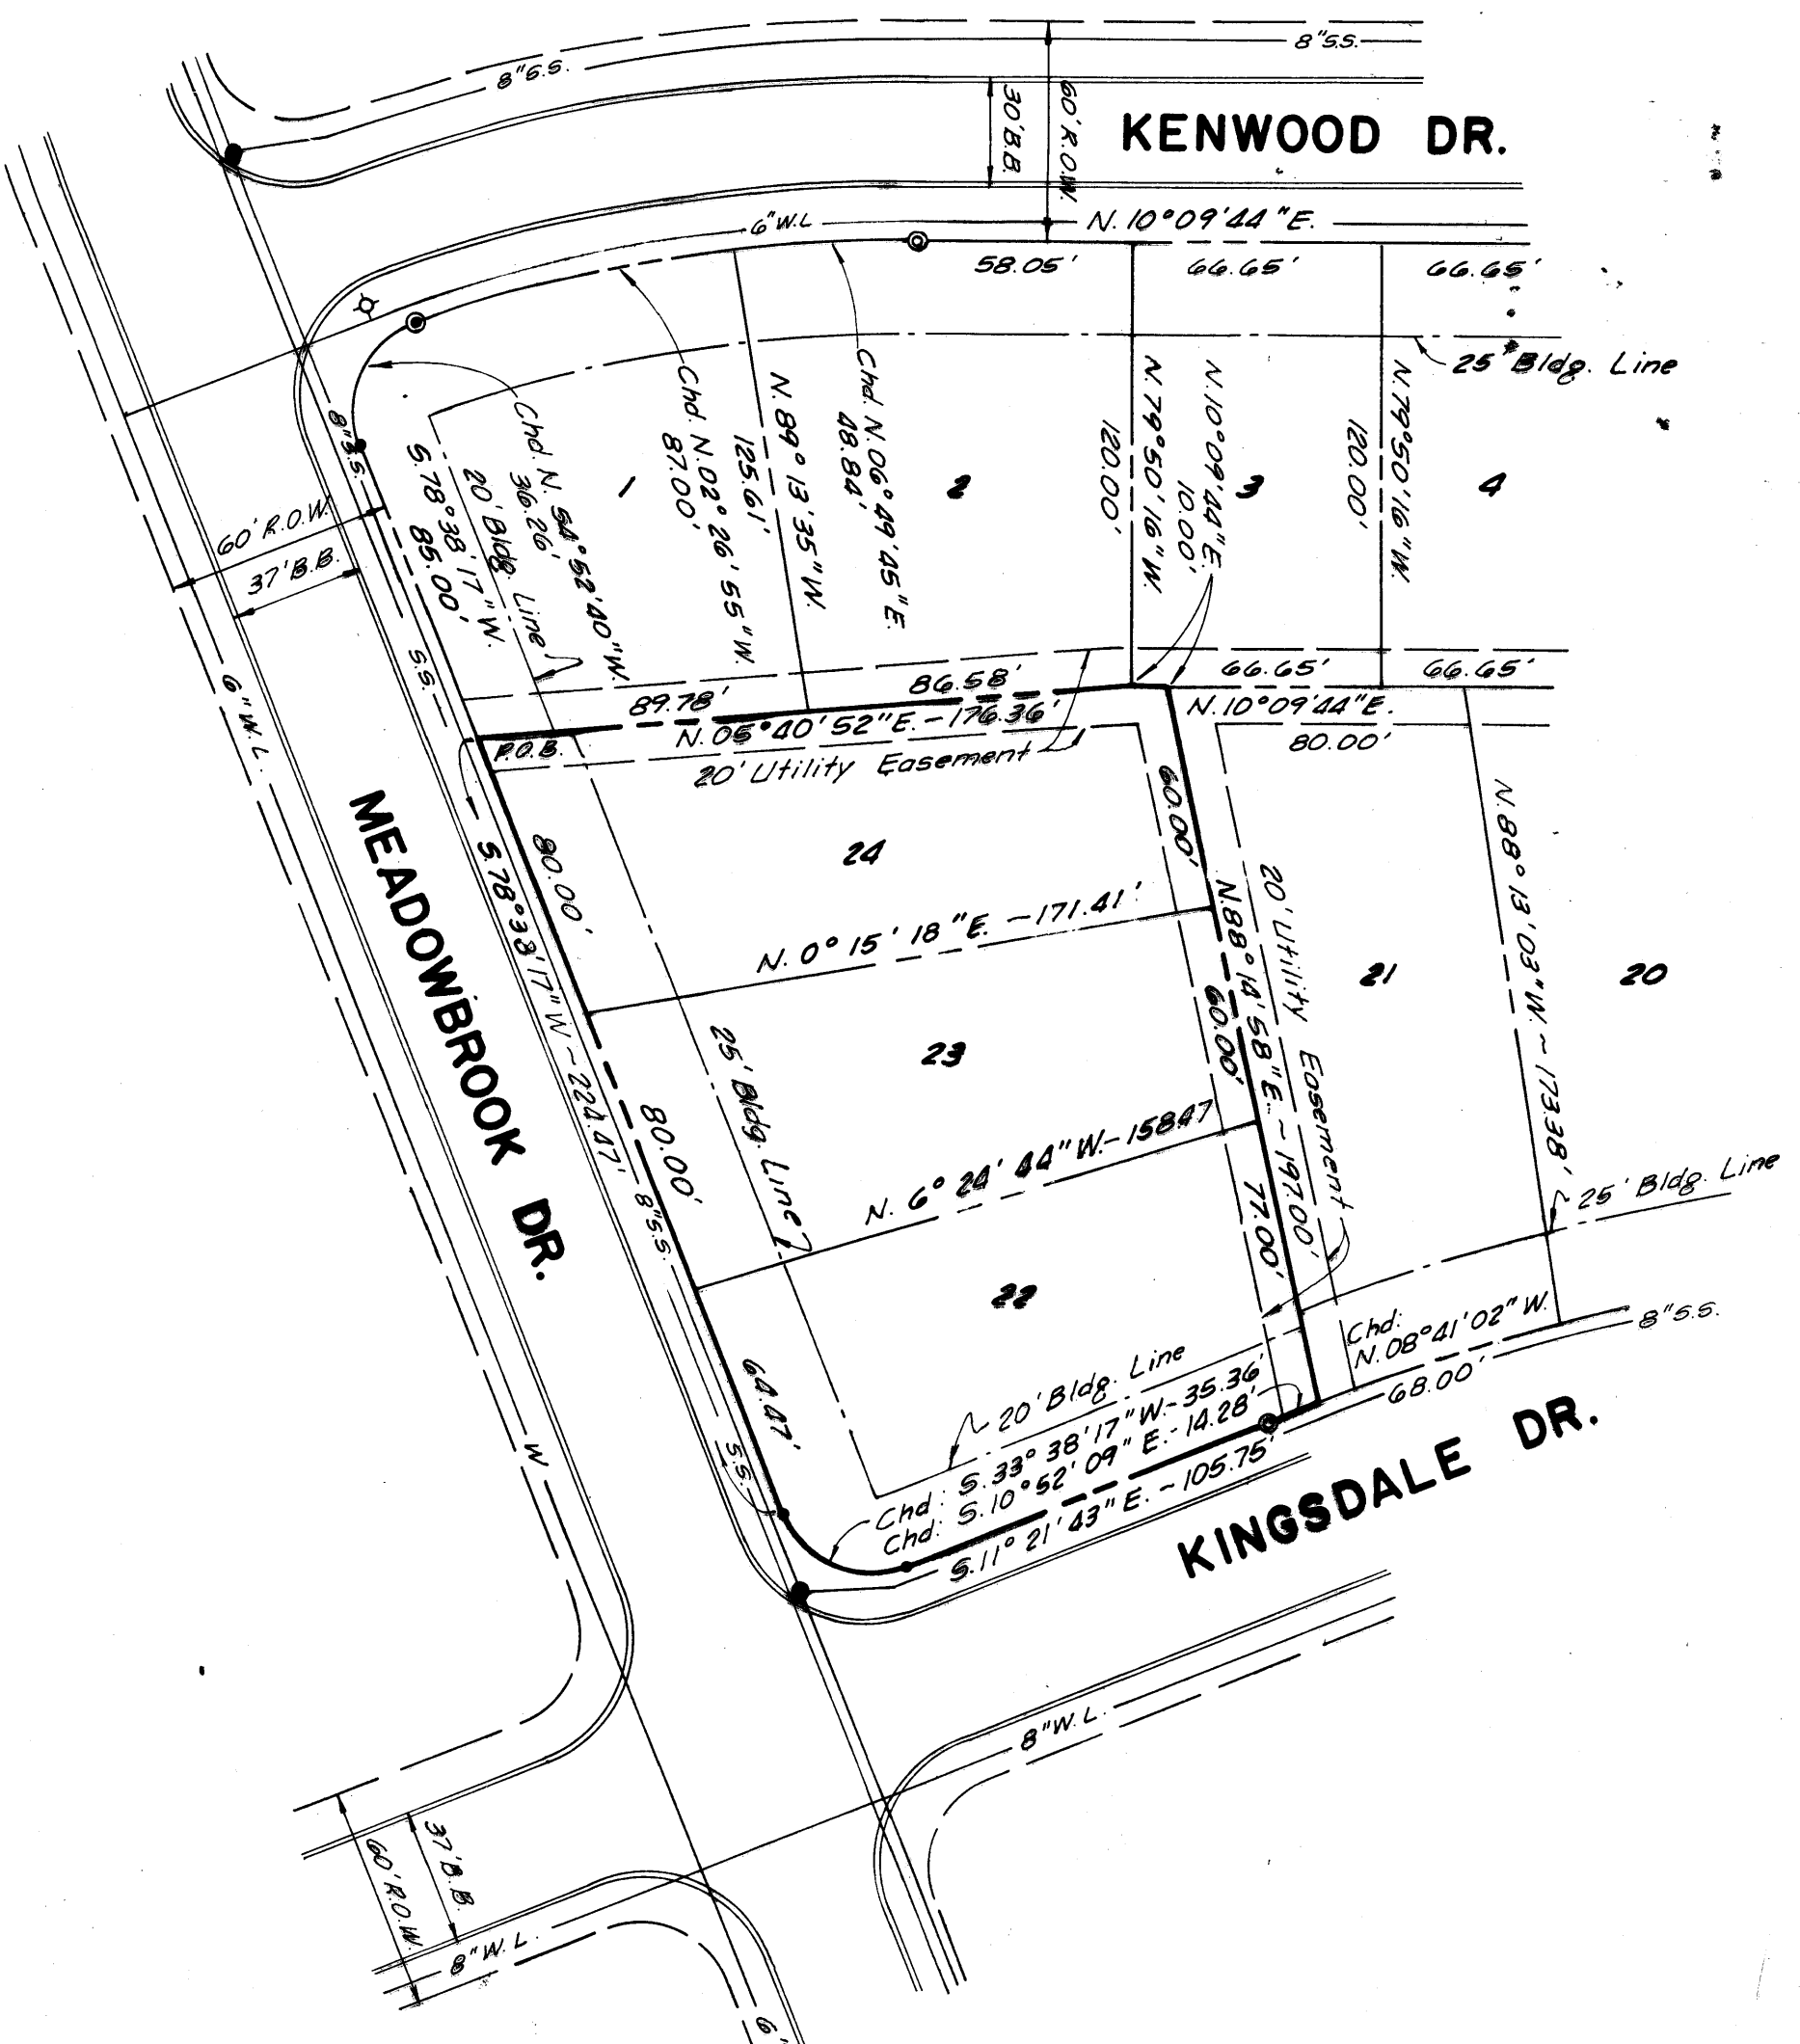 8"S.S.
8"S.S.
30' B.B.
60' R.O.W.
KENWOOD DR.
6" W.L
N. 10°09'44"E.
58.05'
66.65'
66.65'
25' Bldg. Line
8"S.S.
S.78°38'17"W.
85.00'
20' Bldg. Line
Chd. N. 54°52'40"W.
36.26'
1
Chd. N.02°26'55"W.
87.00'
N.89°13'35"W.
125.61'
Chd. N.06°49'45"E.
48.84'
2
N.79°50'16"W.
120.00'
N.10°09'44"E.
10.00'
3
N.79°50'16"W.
120.00'
4
60' R.O.W.
37' B.B.
S.S.
6" W.L.
89.78'
86.58'
N.05°40'52"E.-176.36'
P.O.B.
20' Utility Easement
66.65'
66.65'
N.10°09'44"E.
80.00'
MEADOWBROOK DR.
S.78°38'17"W ~ 224.47'
8"S.S.
80.00'
24
60.00'
N.88°14'58"E. ~ 197.00'
20' Utility Easement
N. 0°15'18"E. -171.41'
21
N.88°13'03"W. ~ 173.38'
20
23
60.00'
25' Bldg. Line
80.00'
N. 6°24'44"W.-158.47
77.00'
25' Bldg. Line
22
64.47'
S.S.
20' Bldg. Line
Chd:
N.08°41'02"W.
68.00'
8"S.S.
Chd: S.33°38'17"W.-35.36'
Chd: S.10°52'09"E.-14.28'
S.11°21'43"E. ~105.75'
KINGSDALE DR.
W
8"W.L.
37' B.B.
60' R.O.W.
8"W.L.
6"